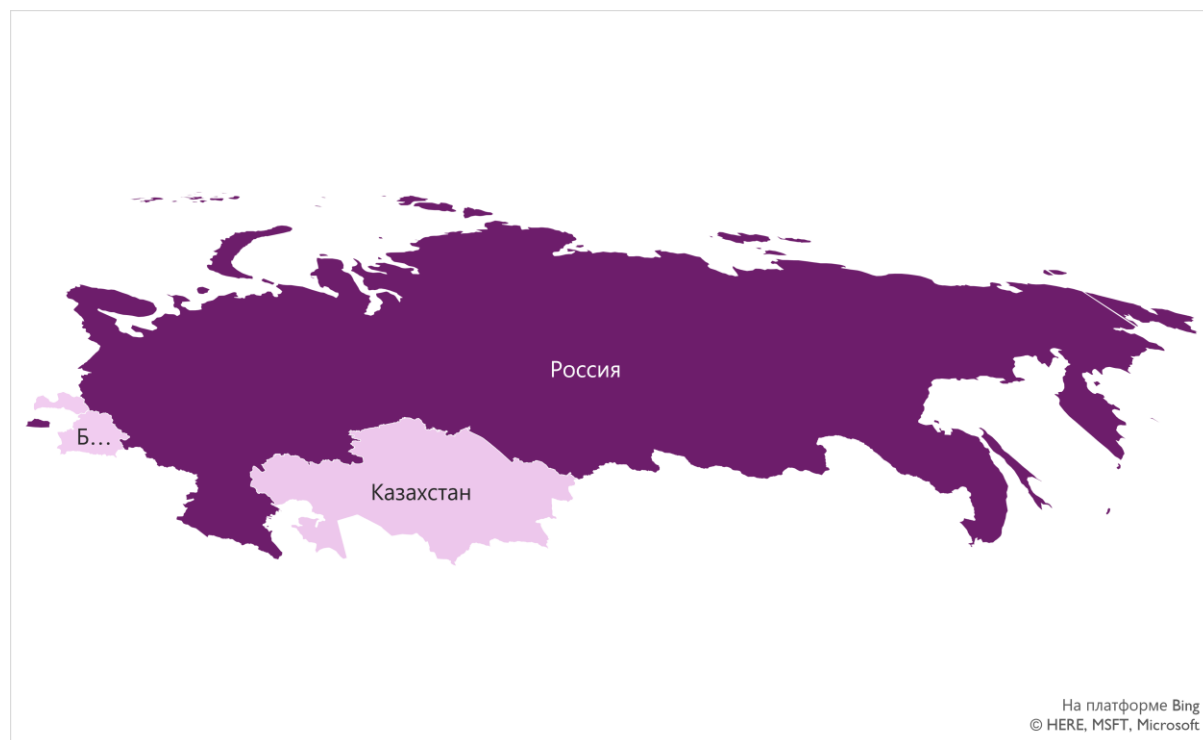 Россия
Б...
Казахстан
На платформе Bing
© HERE, MSFT, Microsoft